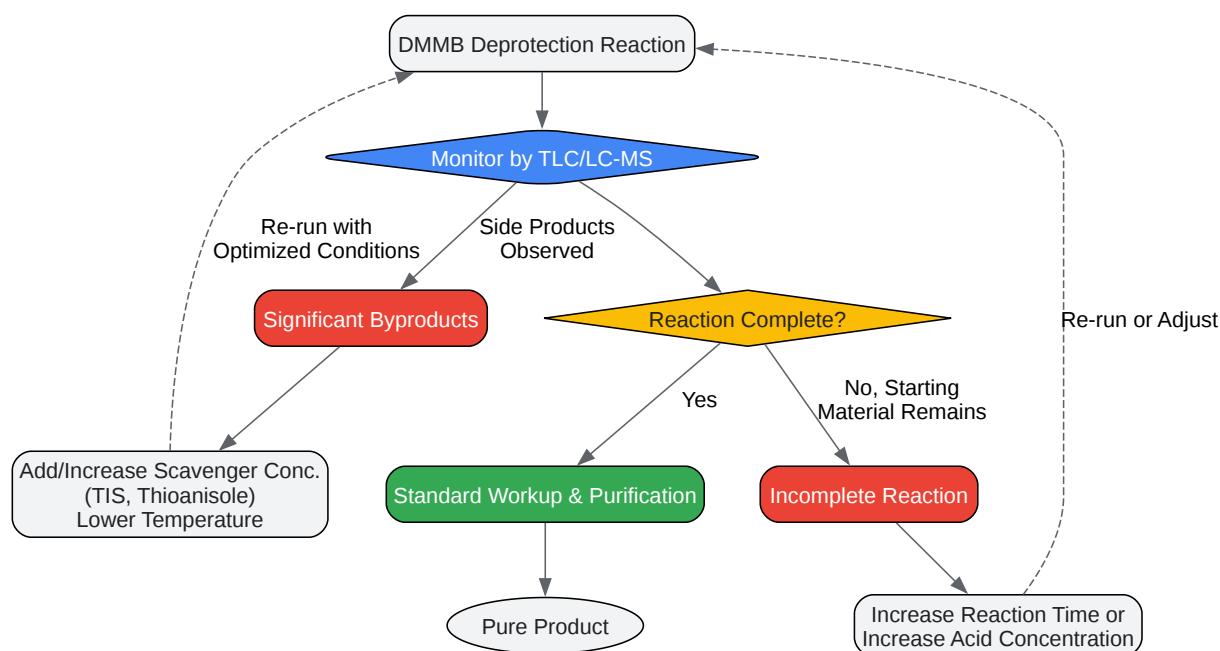 DMMB Deprotection Reaction
Monitor by TLC/LC-MS
Re-run with
Optimized Conditions
Side Products
Observed
Significant Byproducts
Reaction Complete?
Re-run or Adjust
Yes
No, Starting
Material Remains
Add/Increase Scavenger Conc.
(TIS, Thioanisole)
Lower Temperature
Standard Workup & Purification
Incomplete Reaction
Pure Product
Increase Reaction Time or
Increase Acid Concentration